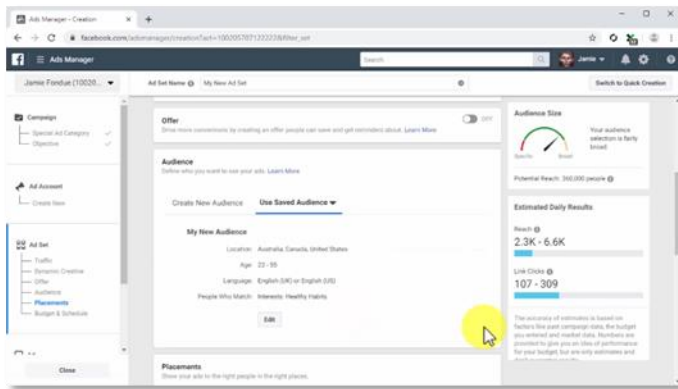 Ads Manager - Creation
facebook.com/adsmanager/creation?act=
Ads Manager
Search
Jamie
Jamie Fondue (10020...
Ad Set Name
My New Ad Set
Switch to Quick Creation
Campaign
Special Ad Category
Objective
Ad Account
Create New
Ad Set
Traffic
Dynamic Creative
Offer
Audience
Placements
Budget & Schedule
Close
Offer
OFF
Drive more conversions by creating an offer people can save and get reminders about. Learn More
Audience
Define who you want to see your ads. Learn More
Create New Audience
Use Saved Audience
My New Audience
Location: Australia, Canada, United States
Age: 22 - 55
Language: English (UK) or English (US)
People Who Match: Interests: Healthy Habits
Edit
Placements
Show your ads to the right people in the right places.
Audience Size
Your audience
selection is fairly
broad.
Specific
Broad
Potential Reach: 360,000 people
Estimated Daily Results
Reach
2.3K - 6.6K
Link Clicks
107 - 309
The accuracy of estimates is based on
factors like past campaign data, the budget
you entered and market data. Numbers are
provided to give you an idea of performance
for your budget, but are only estimates and